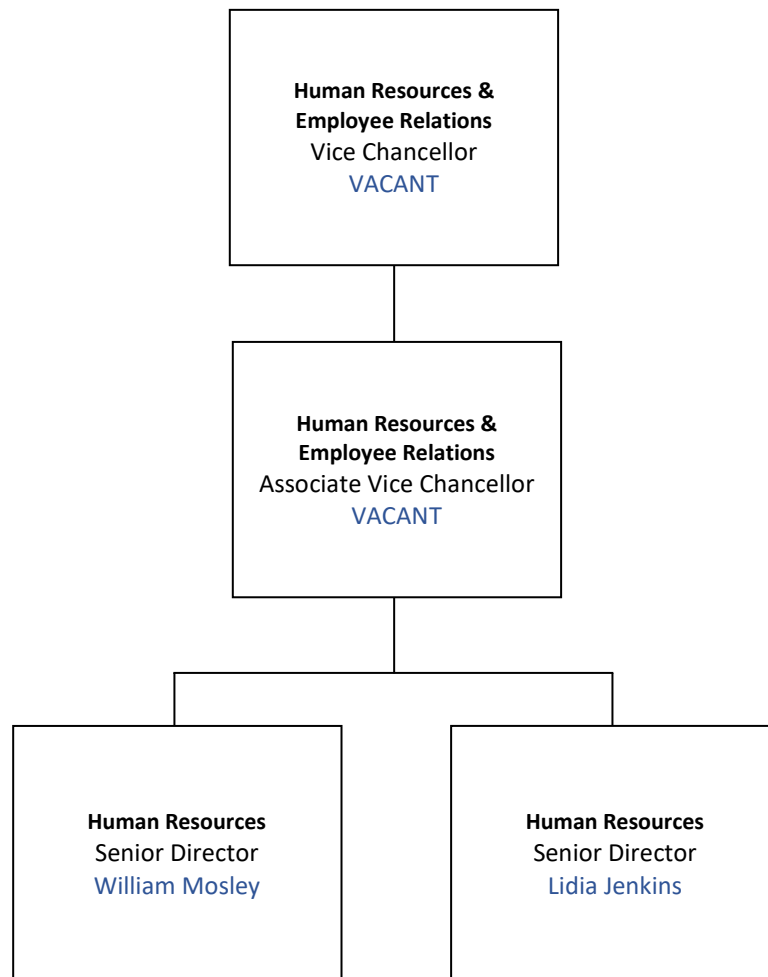 Human Resources &
Employee Relations
Vice Chancellor
VACANT
Human Resources &
Employee Relations
Associate Vice Chancellor
VACANT
Human Resources
Senior Director
William Mosley
Human Resources
Senior Director
Lidia Jenkins